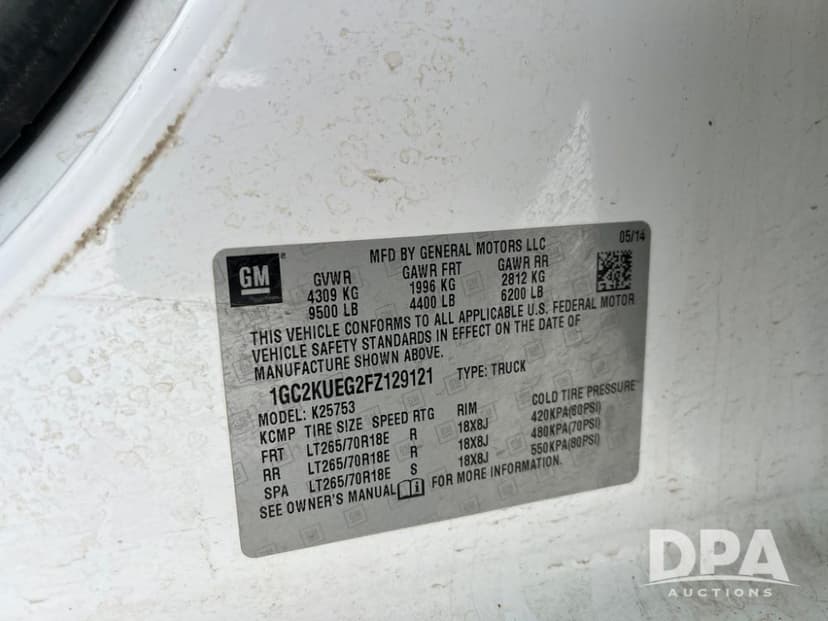 GM
MFD BY GENERAL MOTORS LLC
05/14
GVWR GAWR FRT GAWR RR
4309 KG 1996 KG 2812 KG
9500 LB 4400 LB 6200 LB
THIS VEHICLE CONFORMS TO ALL APPLICABLE U.S. FEDERAL MOTOR
VEHICLE SAFETY STANDARDS IN EFFECT ON THE DATE OF
MANUFACTURE SHOWN ABOVE.
1GC2KUEG2FZ129121 TYPE: TRUCK
MODEL: K25753
KCMP TIRE SIZE SPEED RTG RIM COLD TIRE PRESSURE
FRT LT265/70R18E R 18X8J 420KPA(60PSI)
RR LT265/70R18E R 18X8J 480KPA(70PSI)
SPA LT265/70R18E S 18X8J 550KPA(80PSI)
SEE OWNER'S MANUAL FOR MORE INFORMATION.
DPA
AUCTIONS